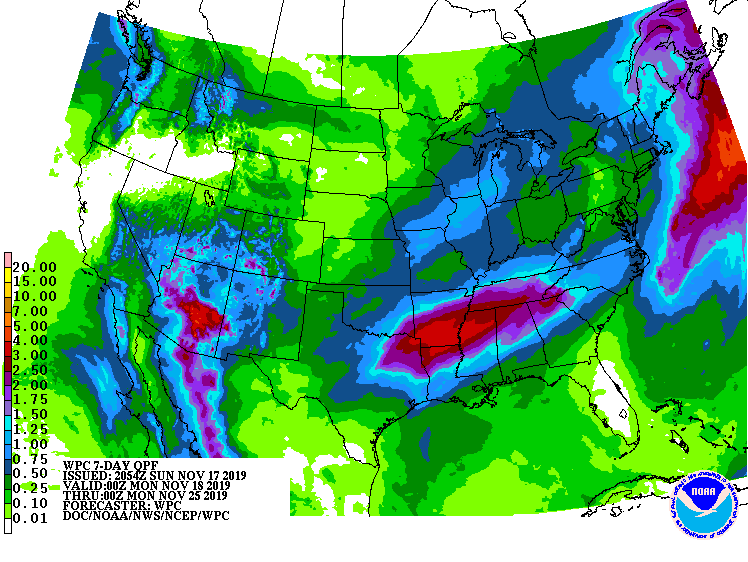 20.00
15.00
10.00
7.00
5.00
4.00
3.00
2.50
2.00
1.75
1.50
1.25
1.00
0.75
0.50
0.25
0.10
0.01
WPC 7-DAY QPF
ISSUED: 2054Z SUN NOV 17 2019
VALID:00Z MON NOV 18 2019
THRU:00Z MON NOV 25 2019
FORECASTER: WPC
DOC/NOAA/NWS/NCEP/WPC
NOAA